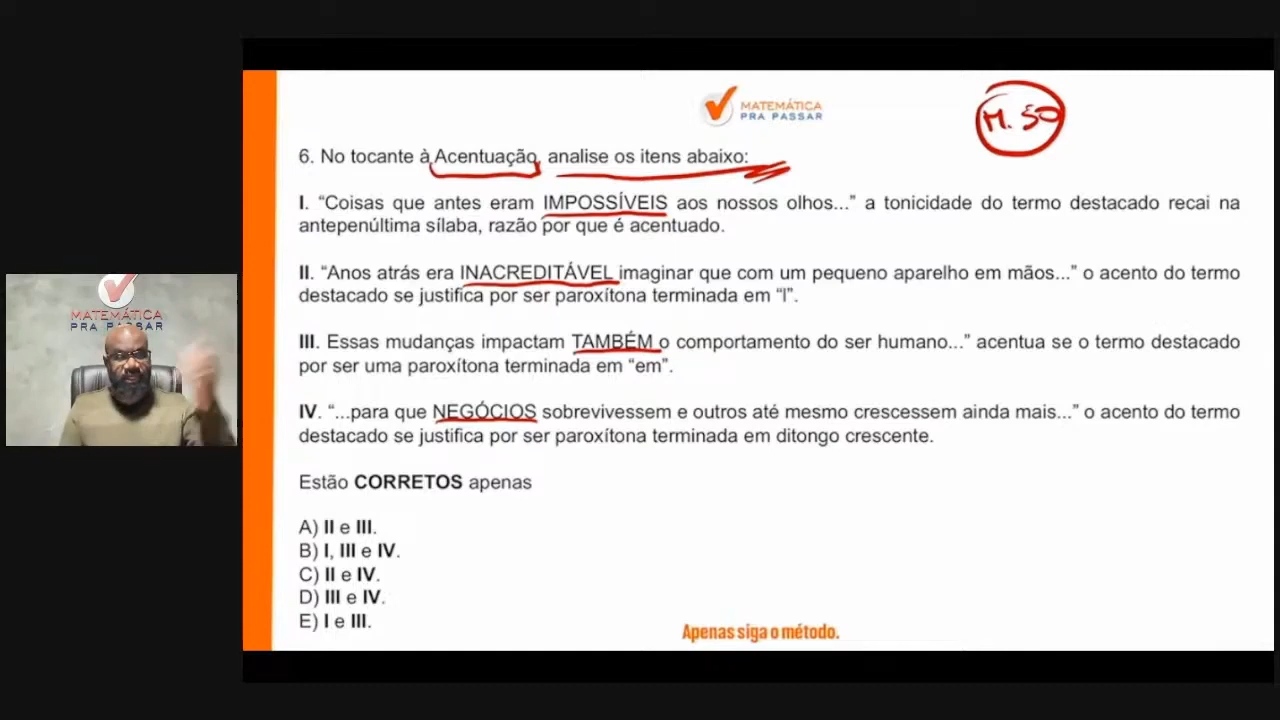 MATEMÁTICA
PRA PASSAR
M. 50
6. No tocante à Acentuação, analise os itens abaixo:
I. “Coisas que antes eram IMPOSSÍVEIS aos nossos olhos...” a tonicidade do termo destacado recai na
antepenúltima sílaba, razão por que é acentuado.
II. “Anos atrás era INACREDITÁVEL imaginar que com um pequeno aparelho em mãos...” o acento do termo
destacado se justifica por ser paroxítona terminada em “l”.
III. Essas mudanças impactam TAMBÉM o comportamento do ser humano...” acentua se o termo destacado
por ser uma paroxítona terminada em “em”.
IV. “...para que NEGÓCIOS sobrevivessem e outros até mesmo crescessem ainda mais...” o acento do termo
destacado se justifica por ser paroxítona terminada em ditongo crescente.
Estão CORRETOS apenas
A) II e III.
B) I, III e IV.
C) II e IV.
D) III e IV.
E) I e III.
Apenas siga o método.
MATEMÁTICA
PRA PASSAR